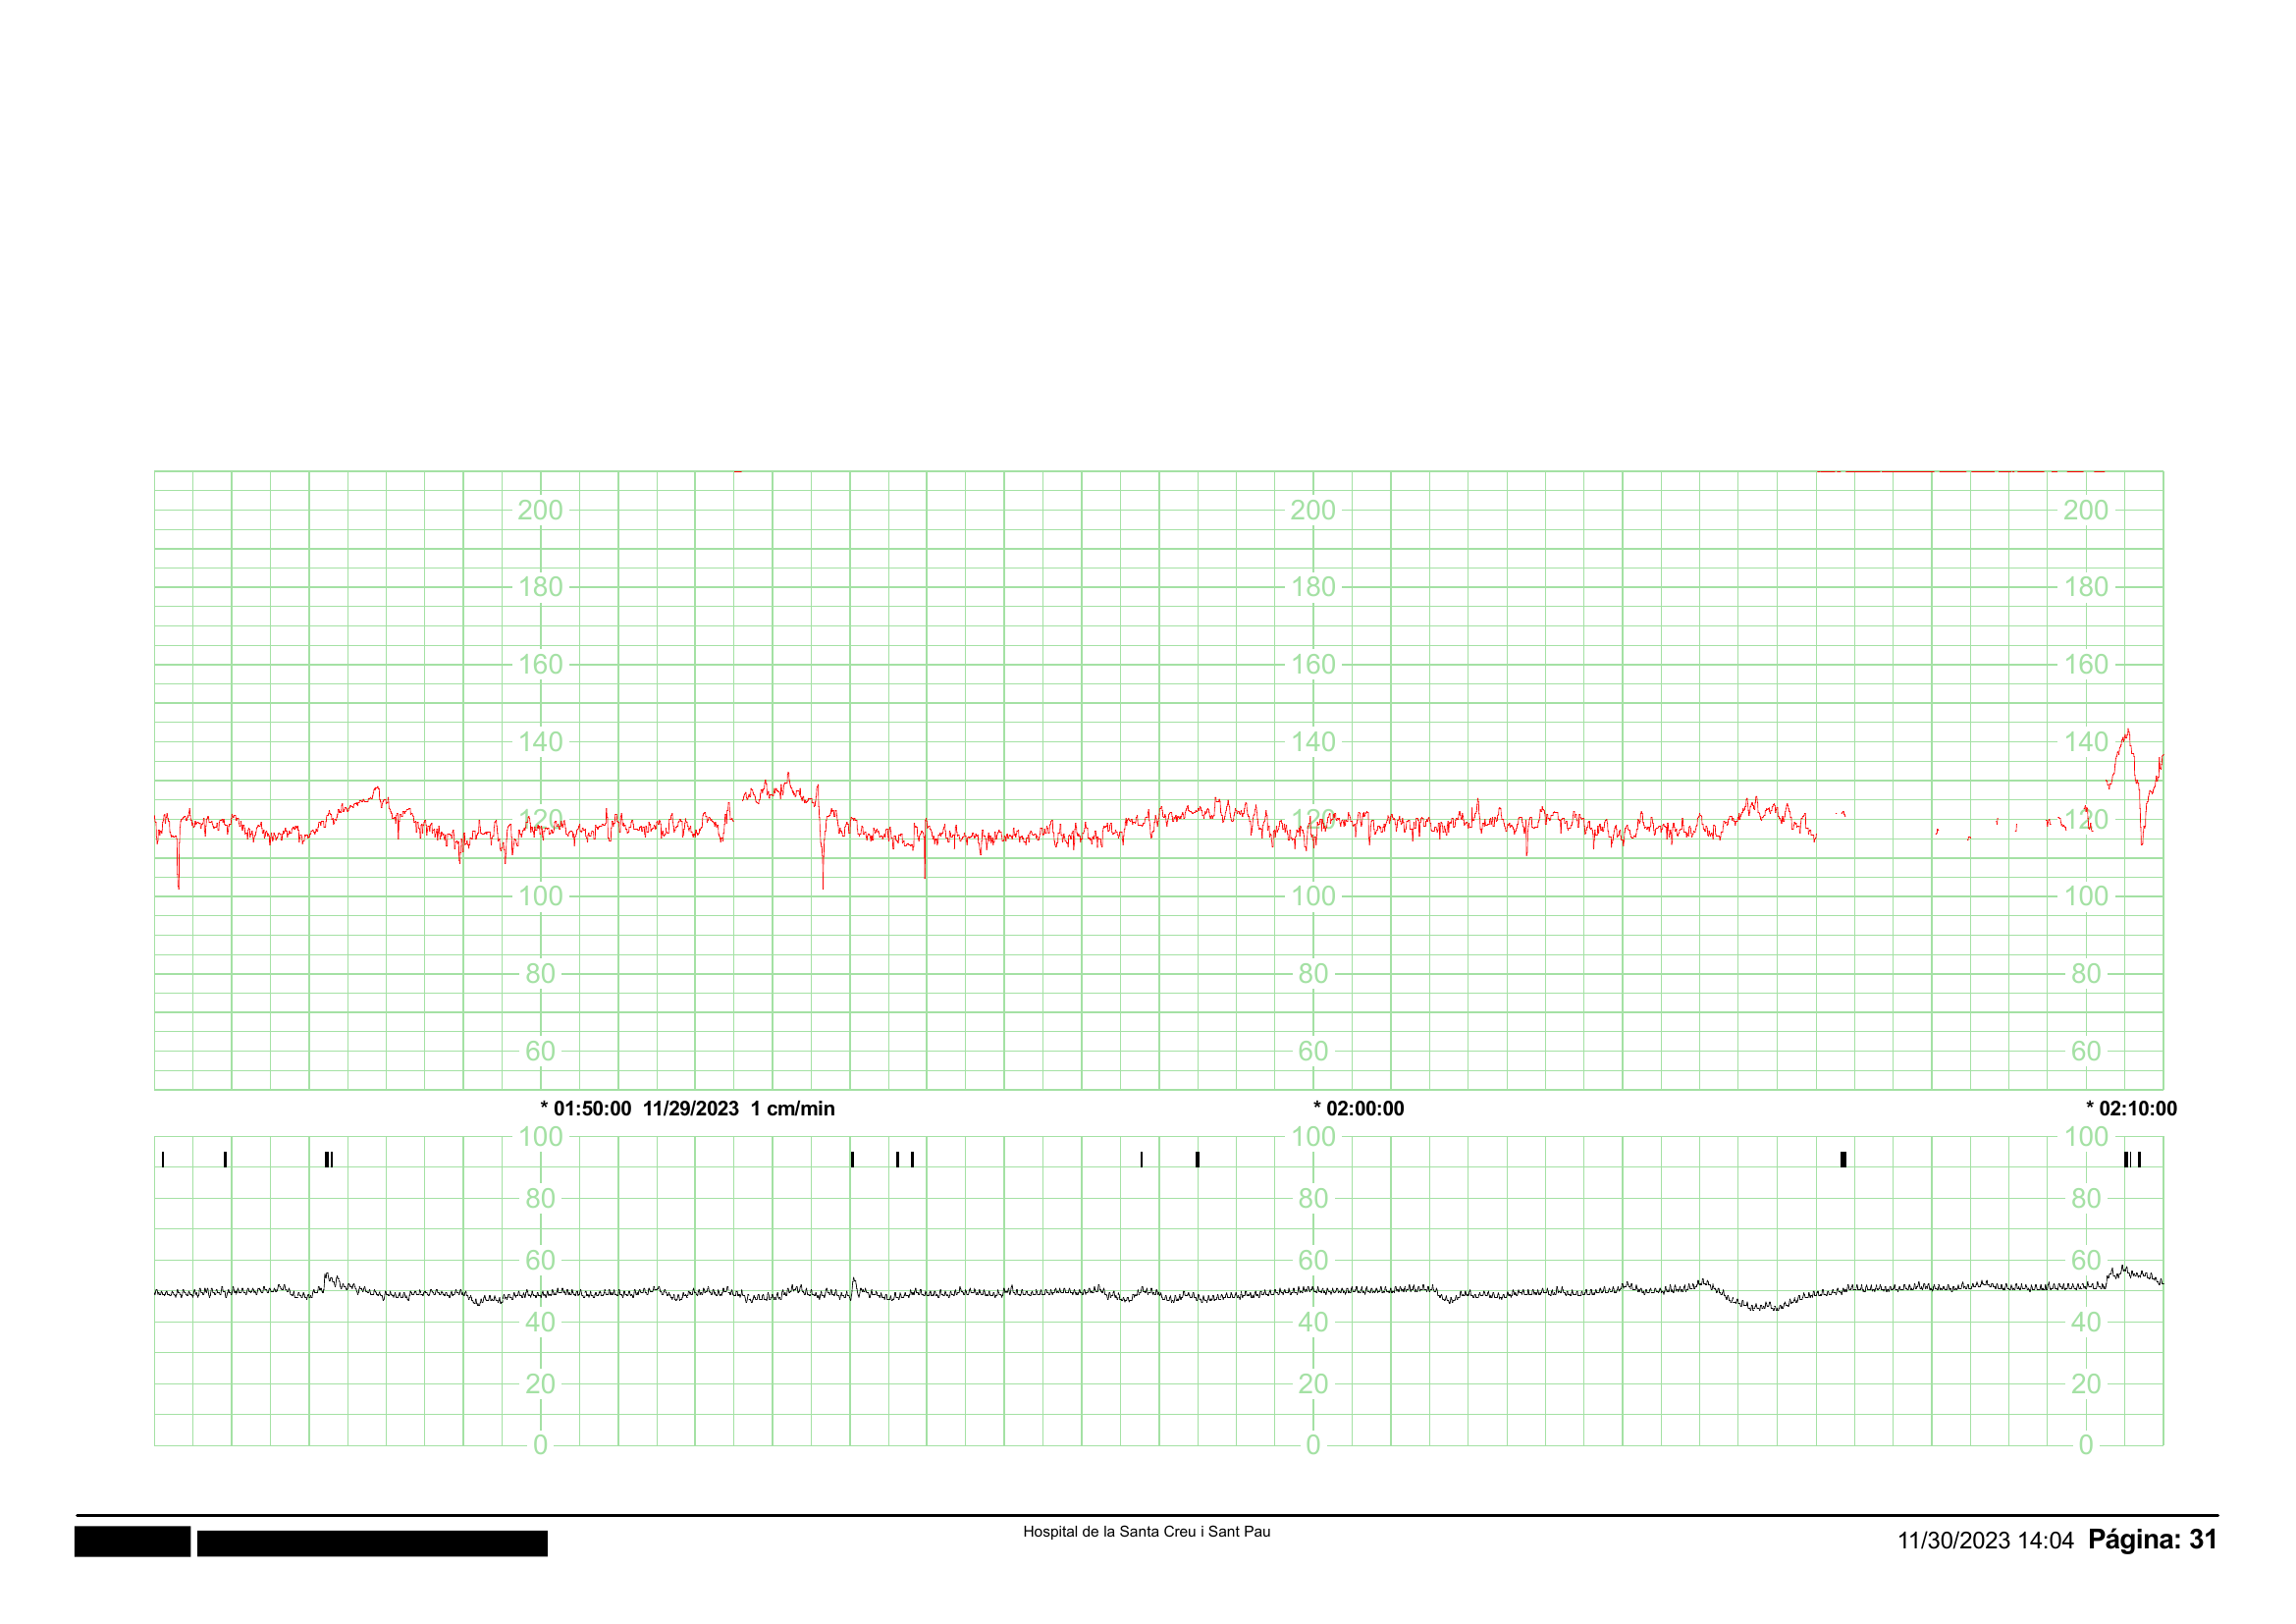 200 200 200
180 180 180
160 160 160
140 140 140
120 120 120
100 100 100
80 80 80
60 60 60
* 01:50:00 11/29/2023 1 cm/min * 02:00:00 * 02:10:00
100 100 100
80 80 80
60 60 60
40 40 40
20 20 20
0 0 0
Hospital de la Santa Creu i Sant Pau
11/30/2023 14:04 Página: 31